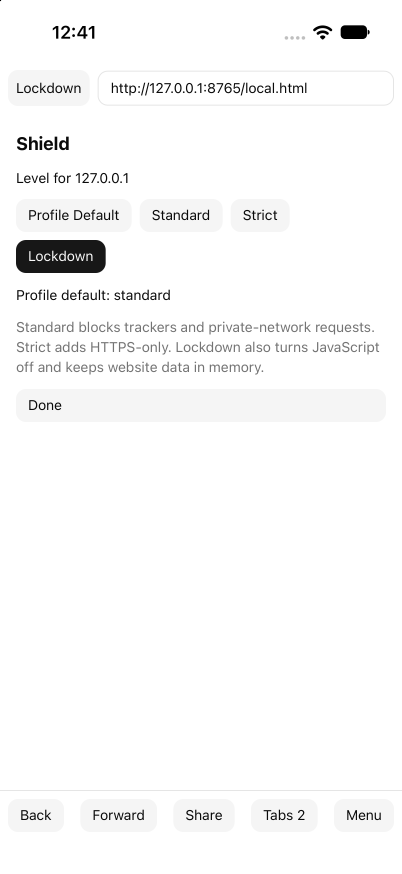 12:41
Lockdown http://127.0.0.1:8765/local.html
Shield
Level for 127.0.0.1
Profile Default Standard Strict
Lockdown
Profile default: standard
Standard blocks trackers and private-network requests.
Strict adds HTTPS-only. Lockdown also turns JavaScript
off and keeps website data in memory.
Done
Back Forward Share Tabs 2 Menu